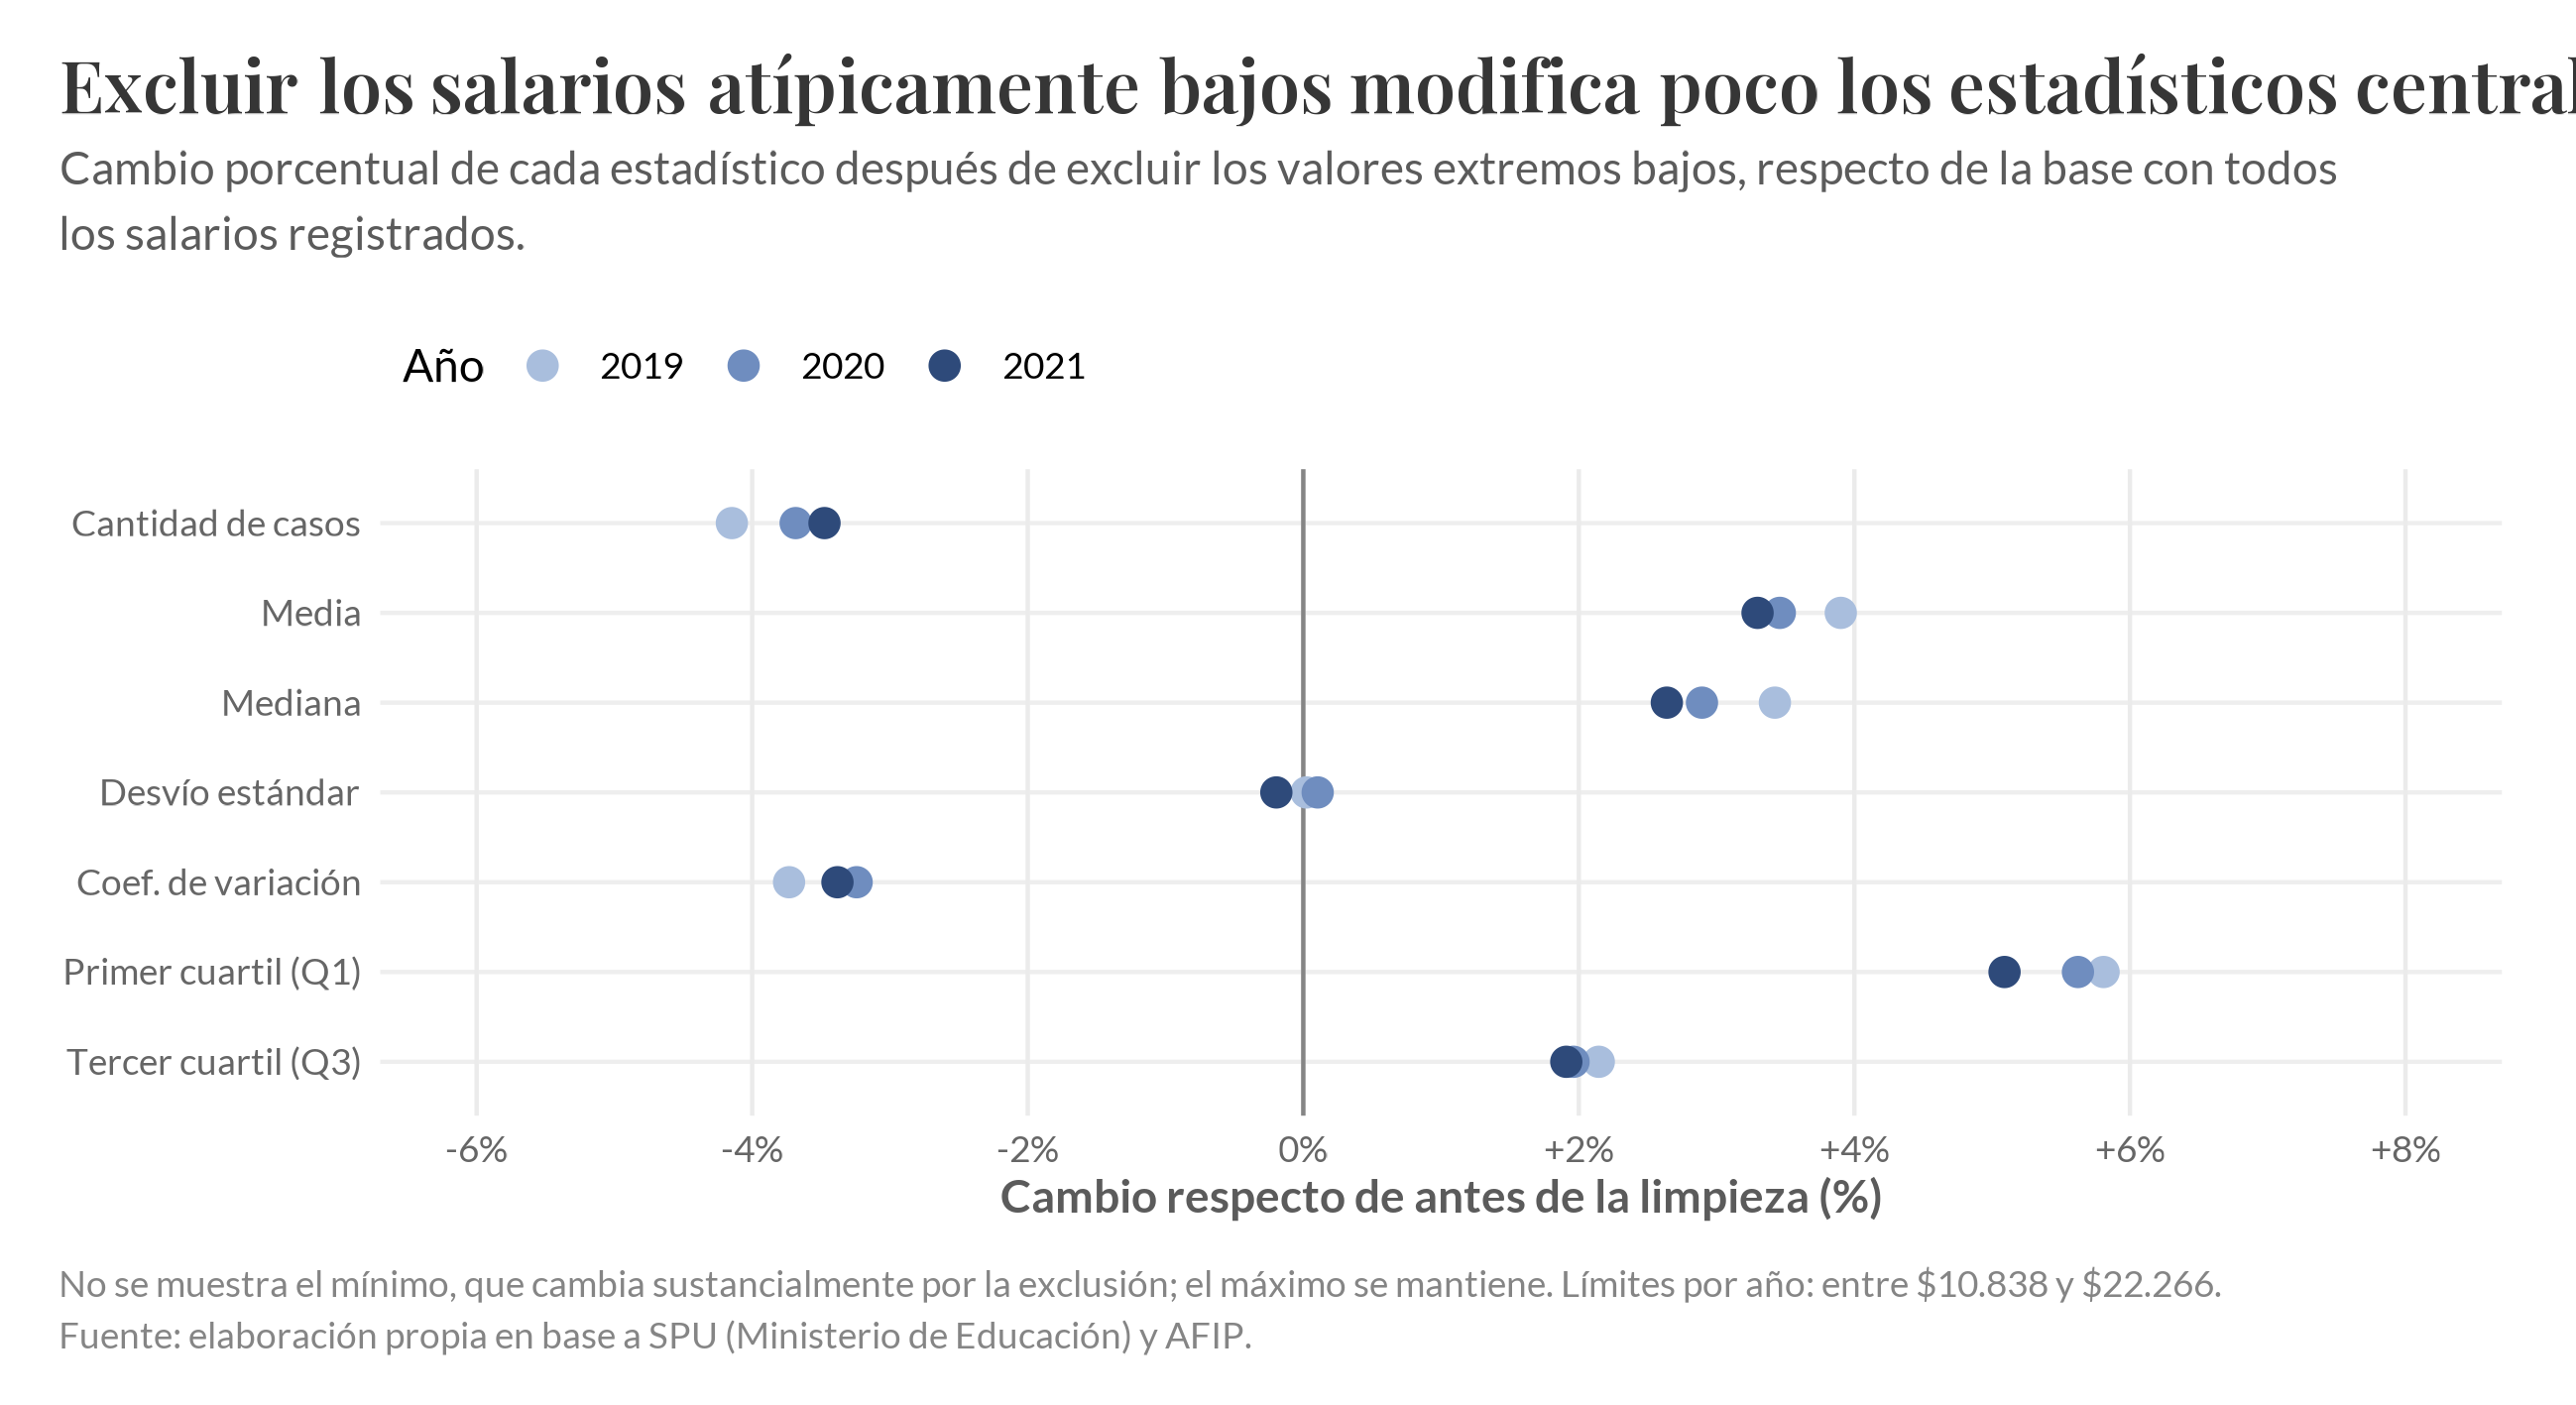 Excluir los salarios atípicamente bajos modifica poco los estadísticos central
Cambio porcentual de cada estadístico después de excluir los valores extremos bajos, respecto de la base con todos
los salarios registrados.
Año 2019 2020 2021
Cantidad de casos
Media
Mediana
Desvío estándar
Coef. de variación
Primer cuartil (Q1)
Tercer cuartil (Q3)
-6% -4% -2% 0% +2% +4% +6% +8%
Cambio respecto de antes de la limpieza (%)
No se muestra el mínimo, que cambia sustancialmente por la exclusión; el máximo se mantiene. Límites por año: entre $10.838 y $22.266.
Fuente: elaboración propia en base a SPU (Ministerio de Educación) y AFIP.